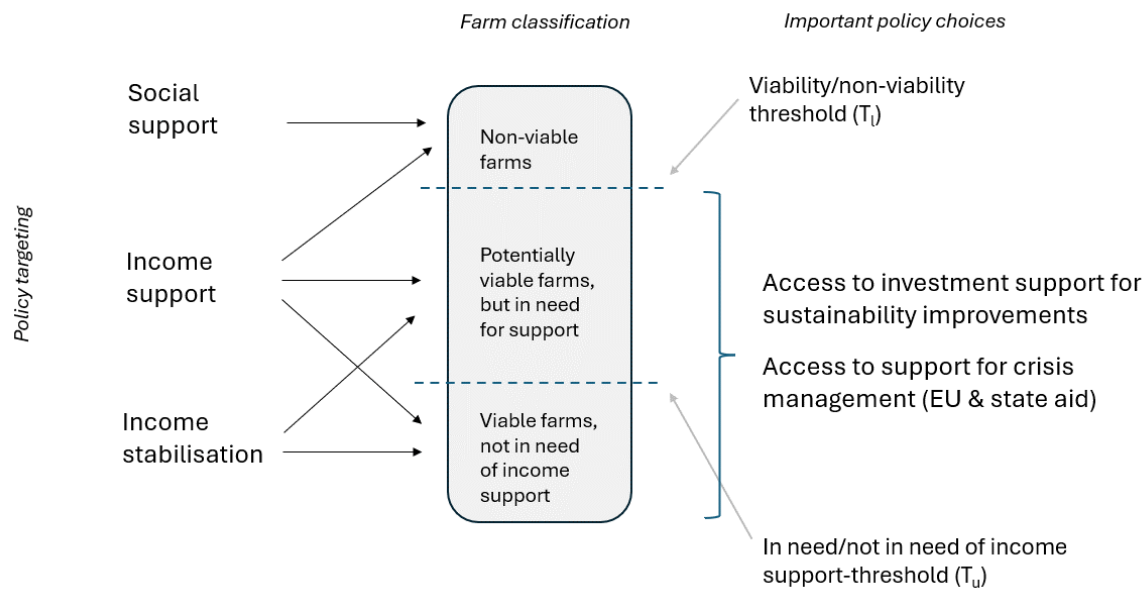 Farm classification
Important policy choices
Policy targeting
Social
support
Income
support
Income
stabilisation
Non-viable
farms
Potentially
viable farms,
but in need
for support
Viable farms,
not in need
of income
support
Viability/non-viability
threshold (Tl)
Access to investment support for
sustainability improvements
Access to support for crisis
management (EU & state aid)
In need/not in need of income
support-threshold (Tu)